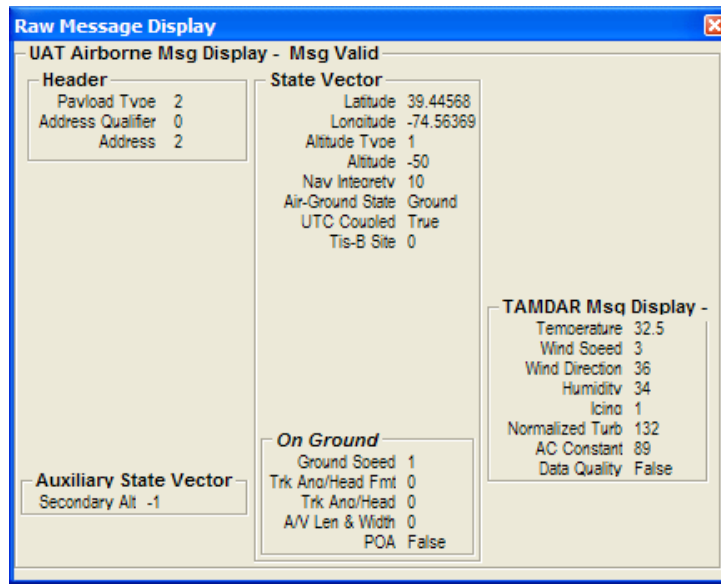 Raw Message Display
UAT Airborne Msg Display - Msg Valid
Header
Payload Type 2
Address Qualifier 0
Address 2
State Vector
Latitude 39.44568
Longitude -74.56369
Altitude Type 1
Altitude -50
Nav Integrety 10
Air-Ground State Ground
UTC Coupled True
Tis-B Site 0
TAMDAR Msg Display -
Temperature 32.5
Wind Speed 3
Wind Direction 36
Humidity 34
Icing 1
Normalized Turb 132
AC Constant 89
Data Quality False
On Ground
Ground Speed 1
Trk Ang/Head Fmt 0
Trk Ang/Head 0
A/V Len & Width 0
POA False
Auxiliary State Vector
Secondary Alt -1